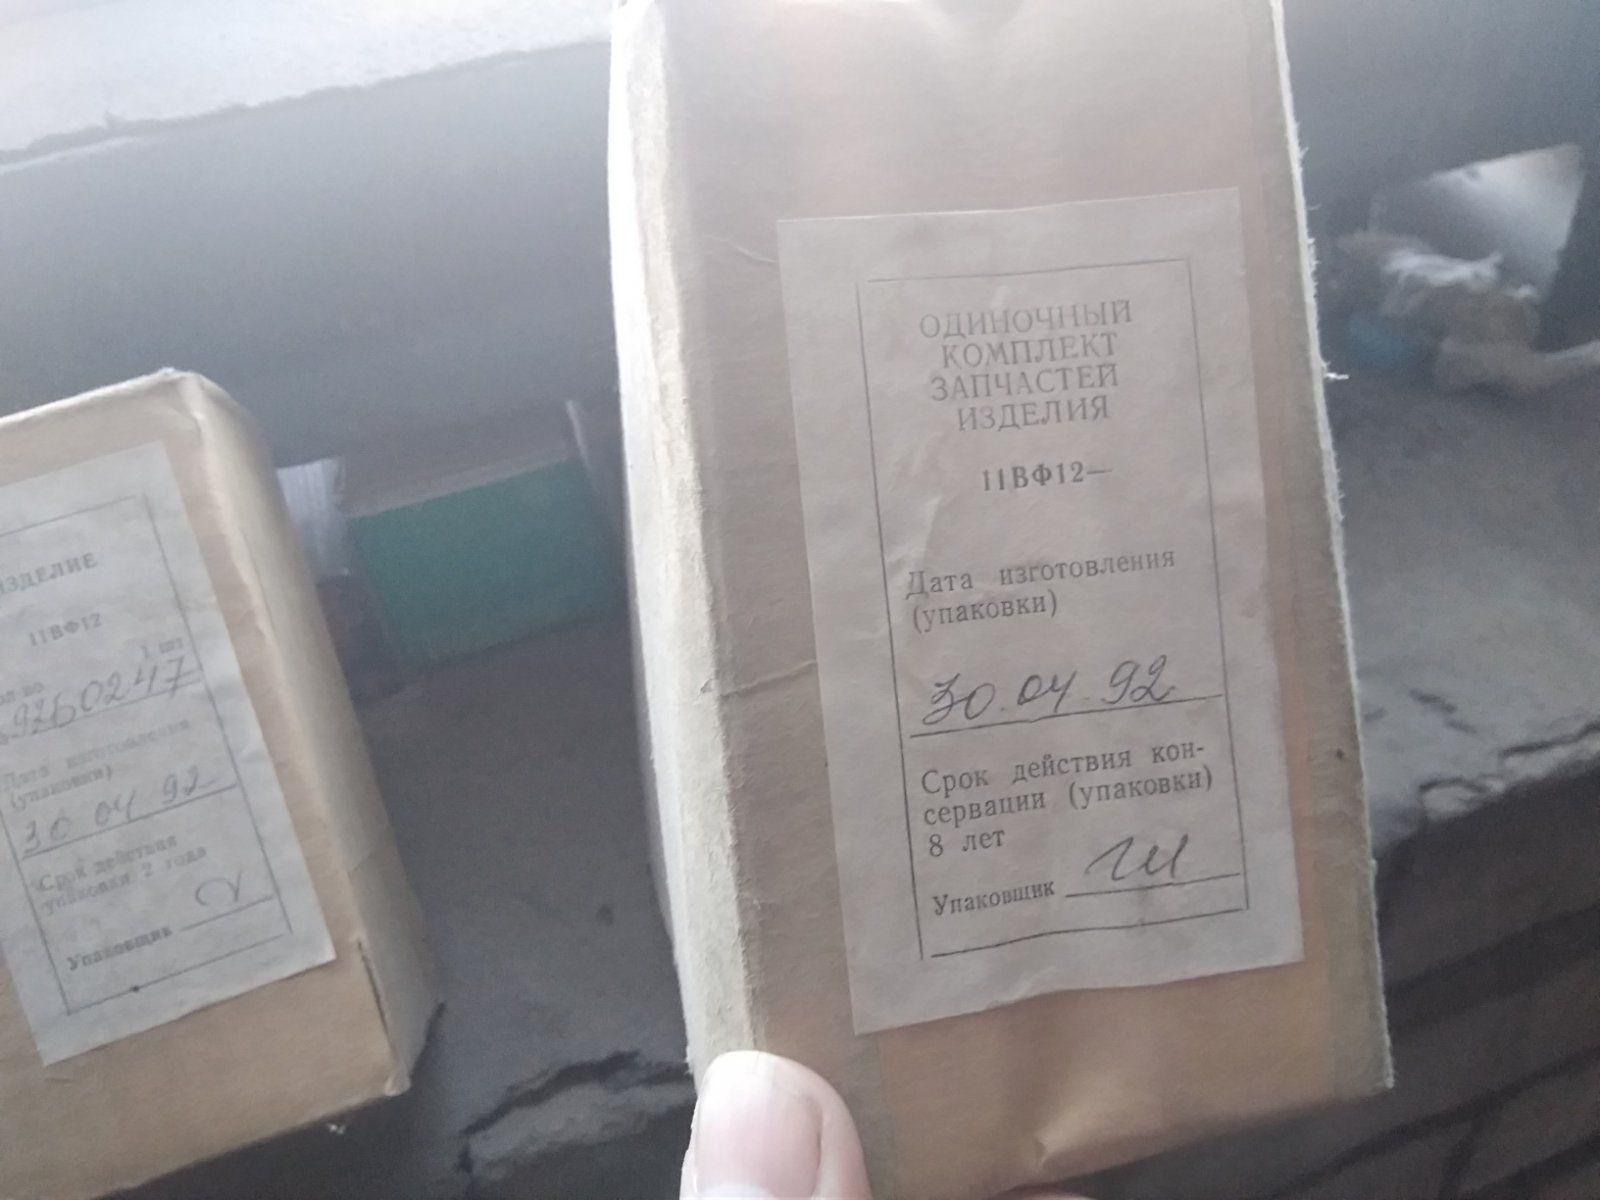 ОДИНОЧНЫЙ
КОМПЛЕКТ
ЗАПЧАСТЕЙ
ИЗДЕЛИЯ
11ВФ12—
Дата изготовления
(упаковки)
30.04.92.
Срок действия кон-
сервации (упаковки)
8 лет
Упаковщик
ИЗДЕЛИЕ
11ВФ12
1 шт
Дата изготовления
(упаковки)
30 04 92
Срок действия
упаковки 2 года
Упаковщик